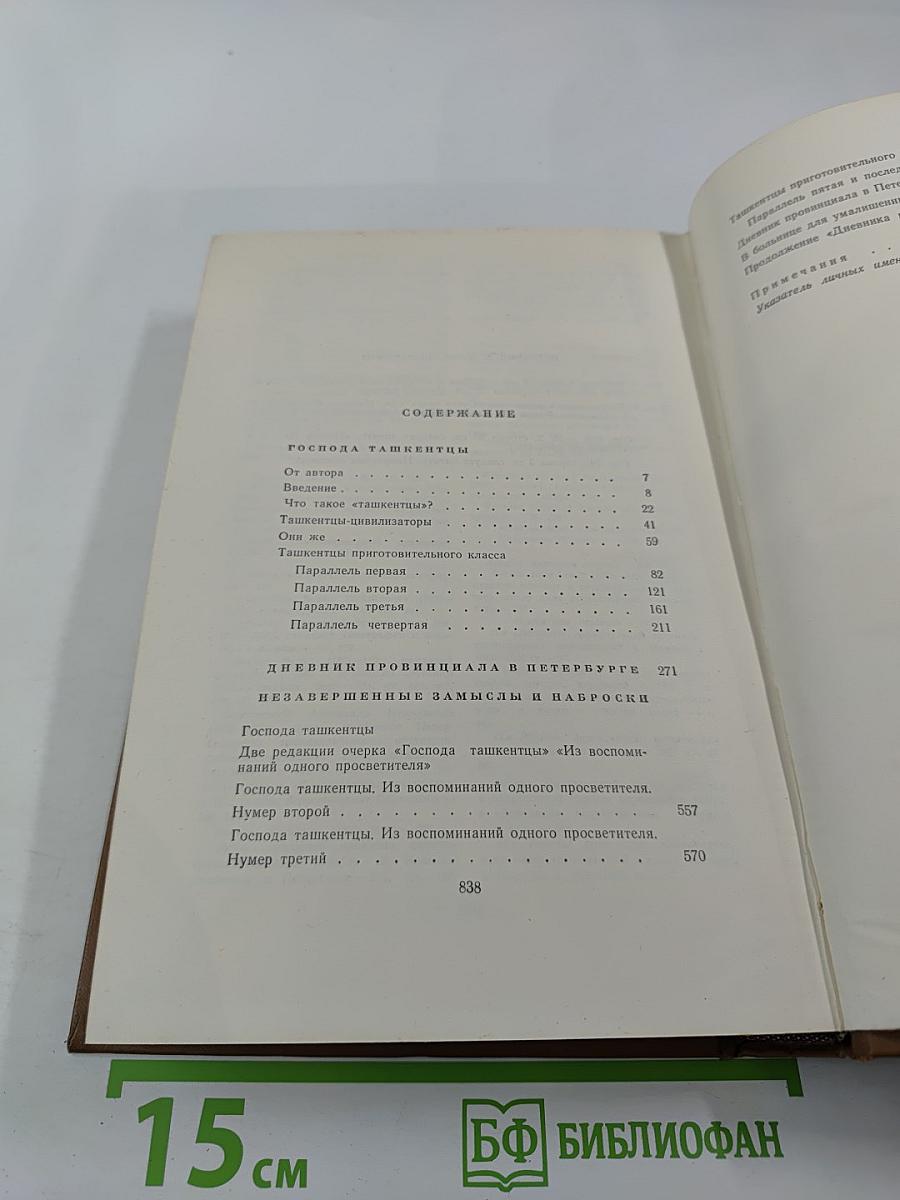 СОДЕРЖАНИЕ
ГОСПОДА ТАШКЕНТЦЫ
От автора . . . . . . . . . . . . . . . . . . 7
Введение . . . . . . . . . . . . . . . . . . . 8
Что такое «ташкентцы»? . . . . . . . . . . . . 22
Ташкентцы-цивилизаторы . . . . . . . . . . . . 41
Они же . . . . . . . . . . . . . . . . . . . . 59
Ташкентцы приготовительного класса
Параллель первая . . . . . . . . . . . . . . 82
Параллель вторая . . . . . . . . . . . . . . 121
Параллель третья . . . . . . . . . . . . . . 161
Параллель четвертая . . . . . . . . . . . . 211
ДНЕВНИК ПРОВИНЦИАЛА В ПЕТЕРБУРГЕ 271
НЕЗАВЕРШЕННЫЕ ЗАМЫСЛЫ И НАБРОСКИ
Господа ташкентцы
Две редакции очерка «Господа ташкентцы» «Из воспоми-
наний одного просветителя»
Господа ташкентцы. Из воспоминаний одного просветителя.
Нумер второй . . . . . . . . . . . . . . . . 557
Господа ташкентцы. Из воспоминаний одного просветителя.
Нумер третий . . . . . . . . . . . . . . . . 570
838
Ташкентцы приготовительного
Параллель пятая и послед
Дневник провинциала в Пете
В больнице для умалишенн
Продолжение «Дневника
Примечания . .
Указатель личных имен
15 см
БФ БИБЛИОФАН